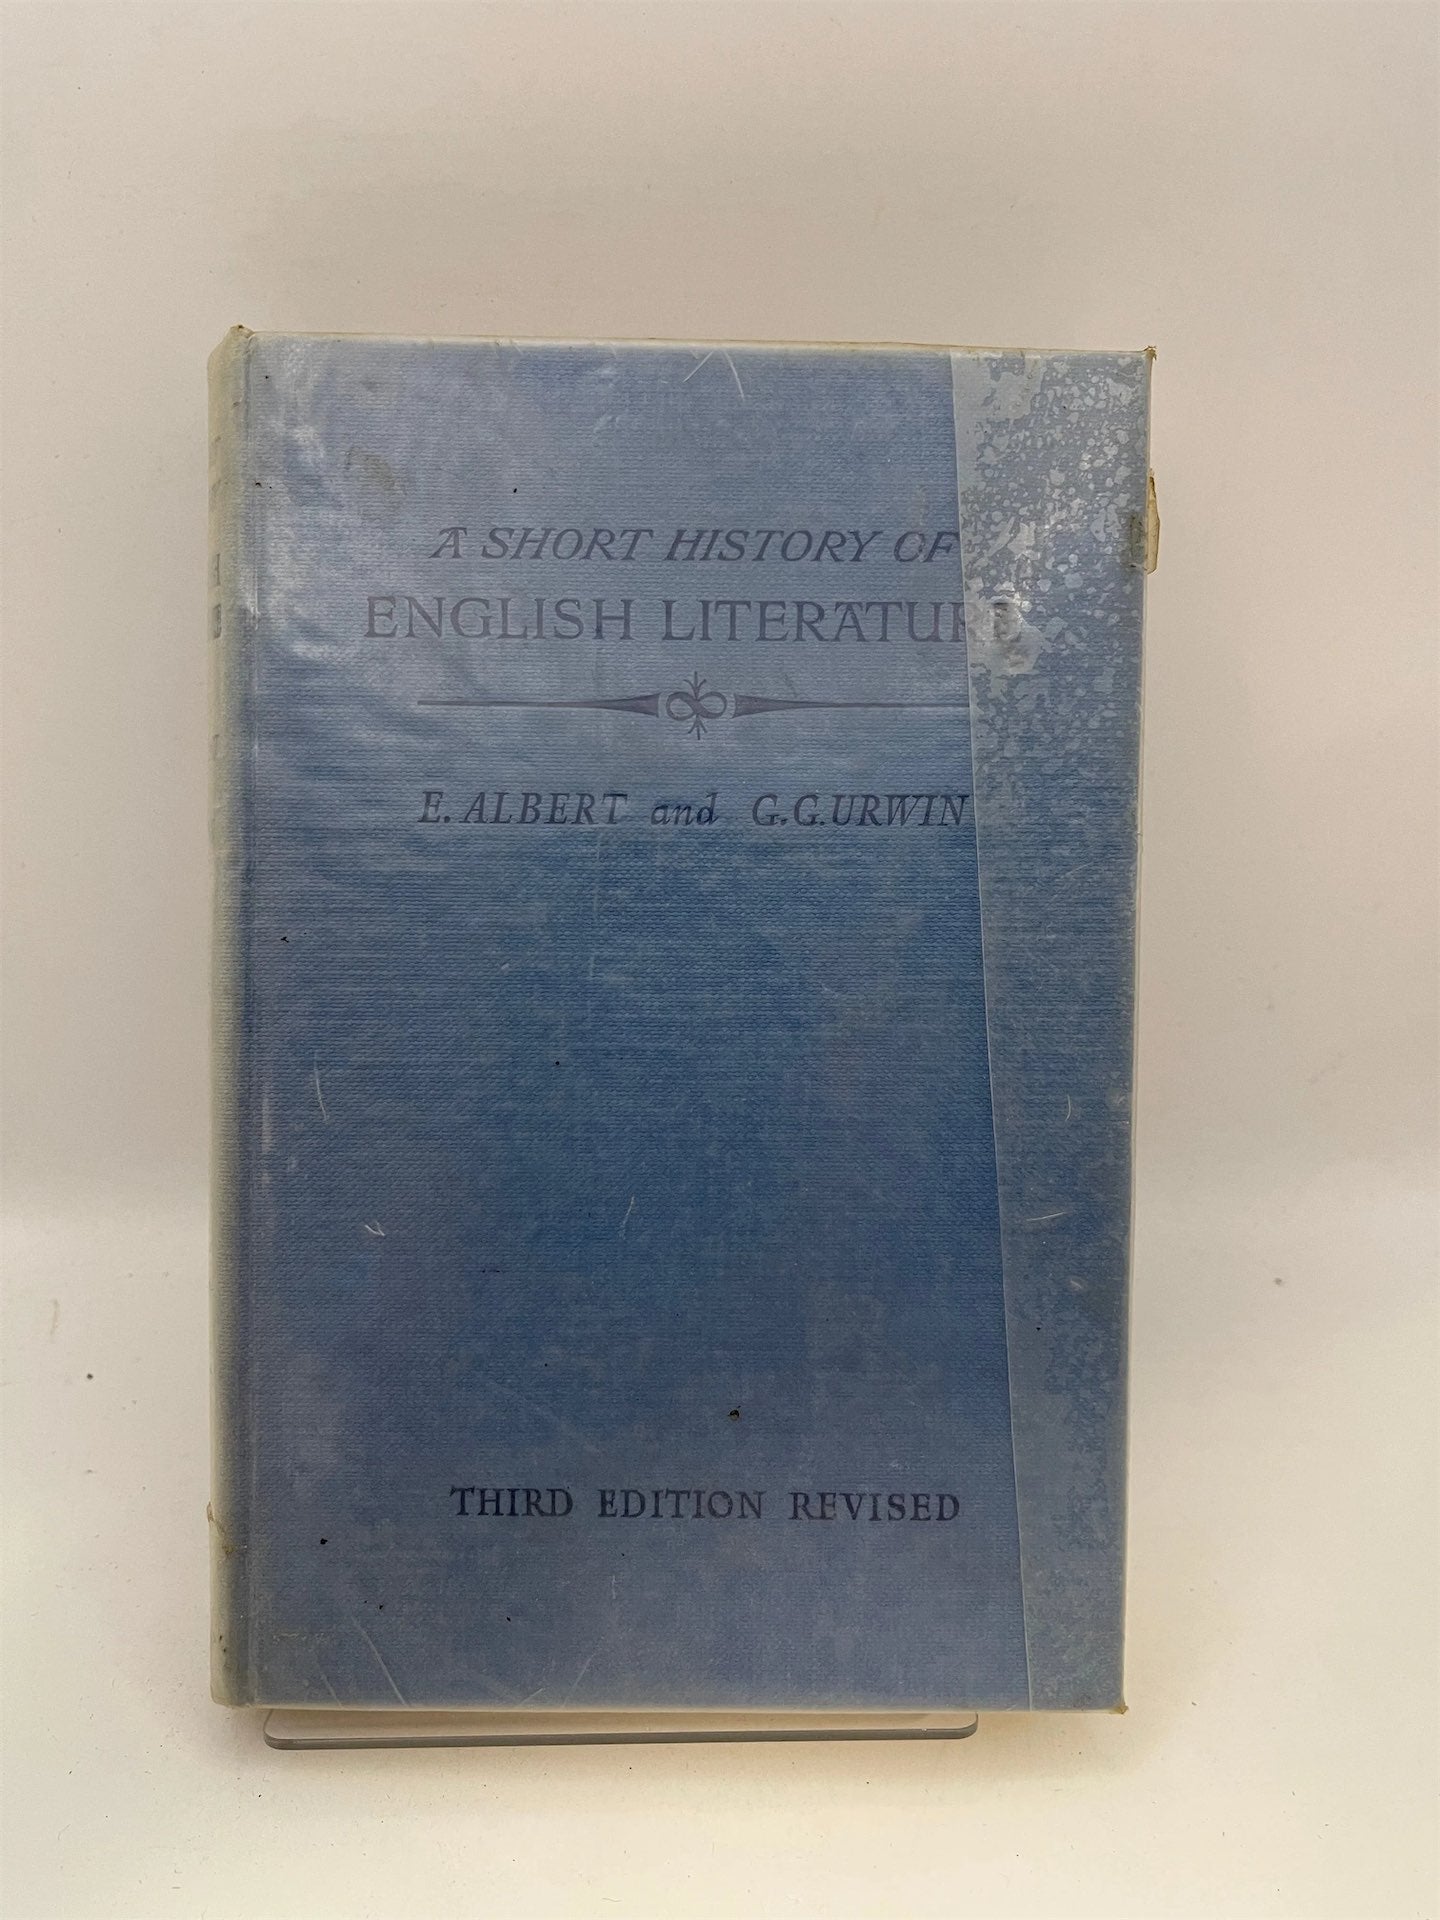 A SHORT HISTORY OF
ENGLISH LITERATURE
E. ALBERT and G.G. URWIN
THIRD EDITION REVISED